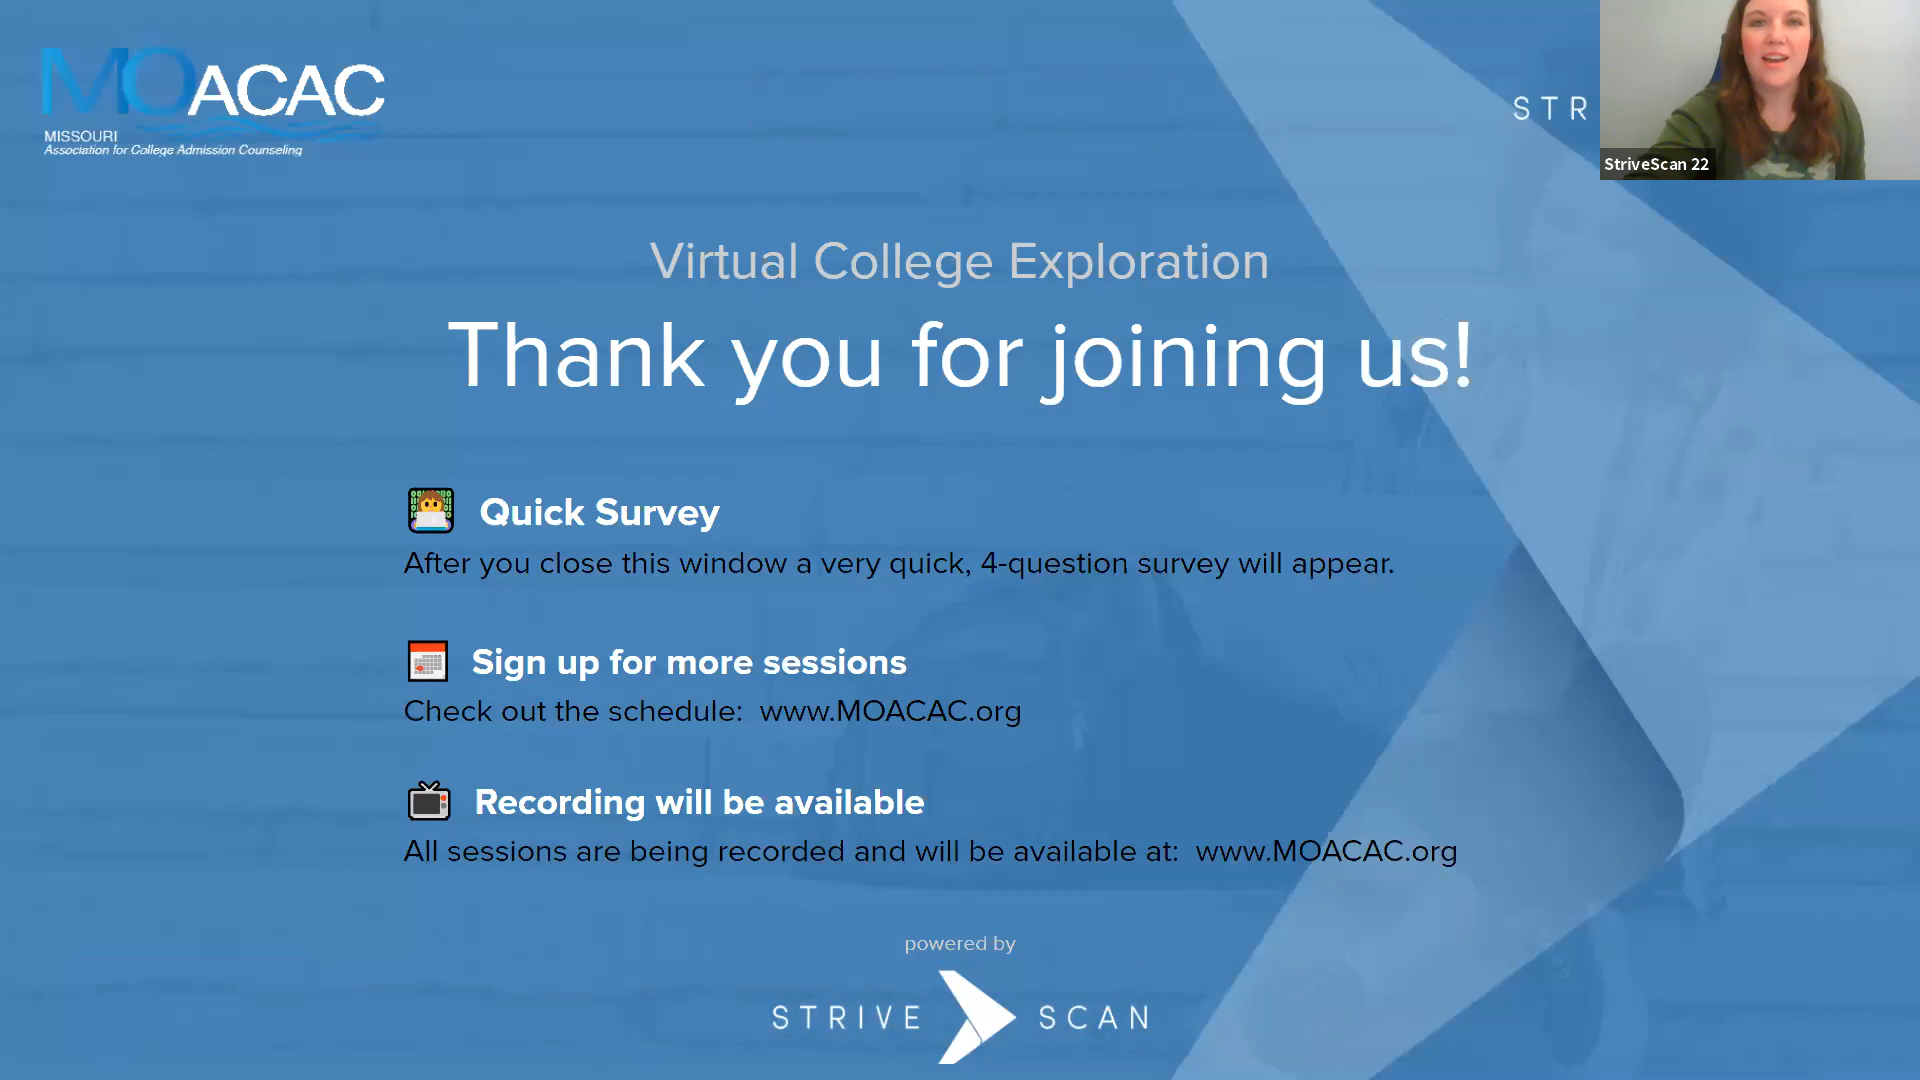 MOACAC
MISSOURI
Association for College Admission Counseling
STR
StriveScan 22
Virtual College Exploration
Thank you for joining us!
Quick Survey
After you close this window a very quick, 4-question survey will appear.
Sign up for more sessions
Check out the schedule: www.MOACAC.org
Recording will be available
All sessions are being recorded and will be available at: www.MOACAC.org
powered by
STRIVE SCAN